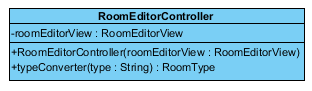 RoomEditorController
-roomEditorView : RoomEditorView
+RoomEditorController(roomEditorView : RoomEditorView)
+typeConverter(type : String) : RoomType